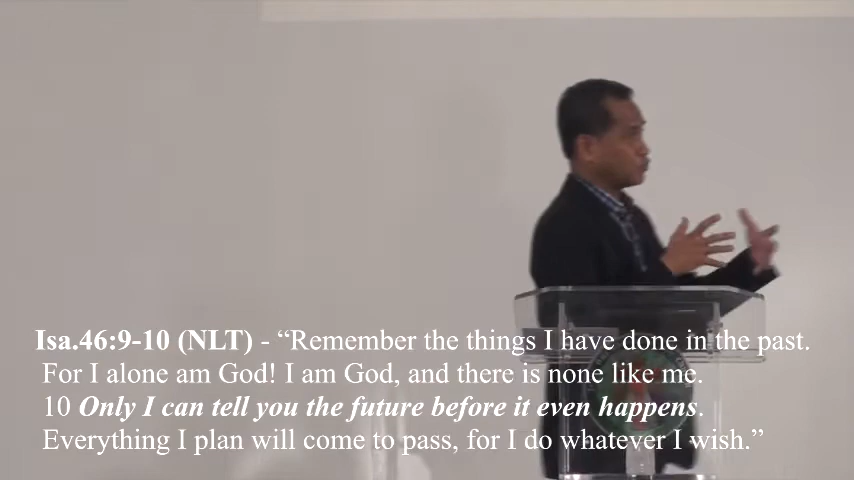 Isa.46:9-10 (NLT) - “Remember the things I have done in the past.
For I alone am God! I am God, and there is none like me.
10 Only I can tell you the future before it even happens.
Everything I plan will come to pass, for I do whatever I wish.”